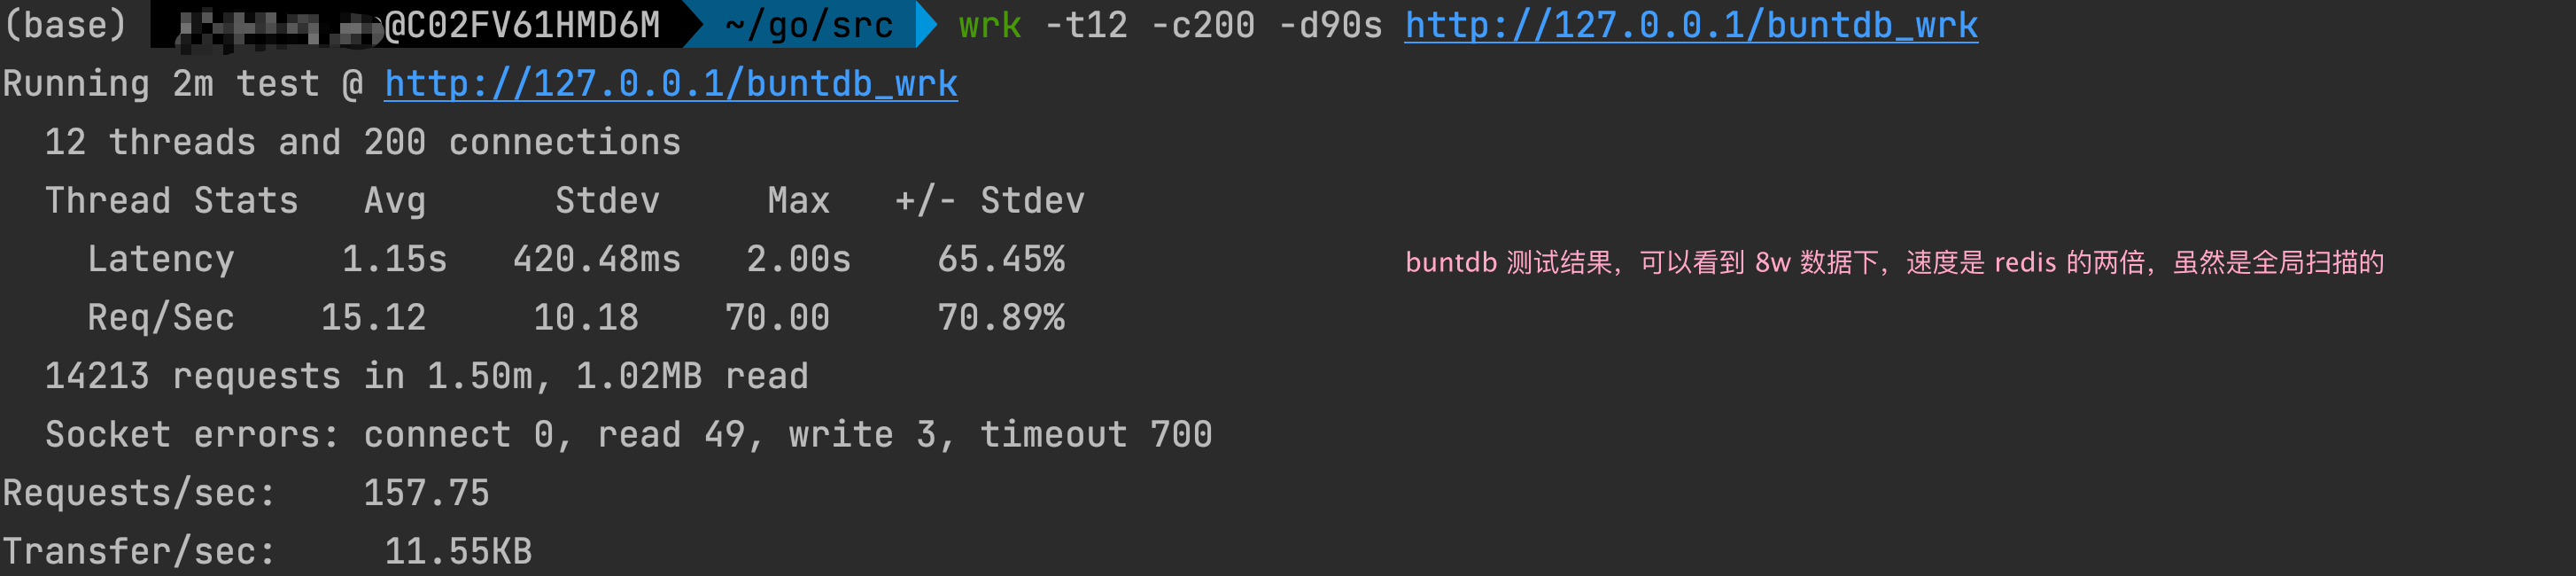 (base) @C02FV61HMD6M ~/go/src wrk -t12 -c200 -d90s http://127.0.0.1/buntdb_wrk
Running 2m test @ http://127.0.0.1/buntdb_wrk
12 threads and 200 connections
Thread Stats Avg Stdev Max +/- Stdev
Latency 1.15s 420.48ms 2.00s 65.45%
buntdb 测试结果，可以看到 8w 数据下，速度是 redis 的两倍，虽然是全局扫描的
Req/Sec 15.12 10.18 70.00 70.89%
14213 requests in 1.50m, 1.02MB read
Socket errors: connect 0, read 49, write 3, timeout 700
Requests/sec: 157.75
Transfer/sec: 11.55KB